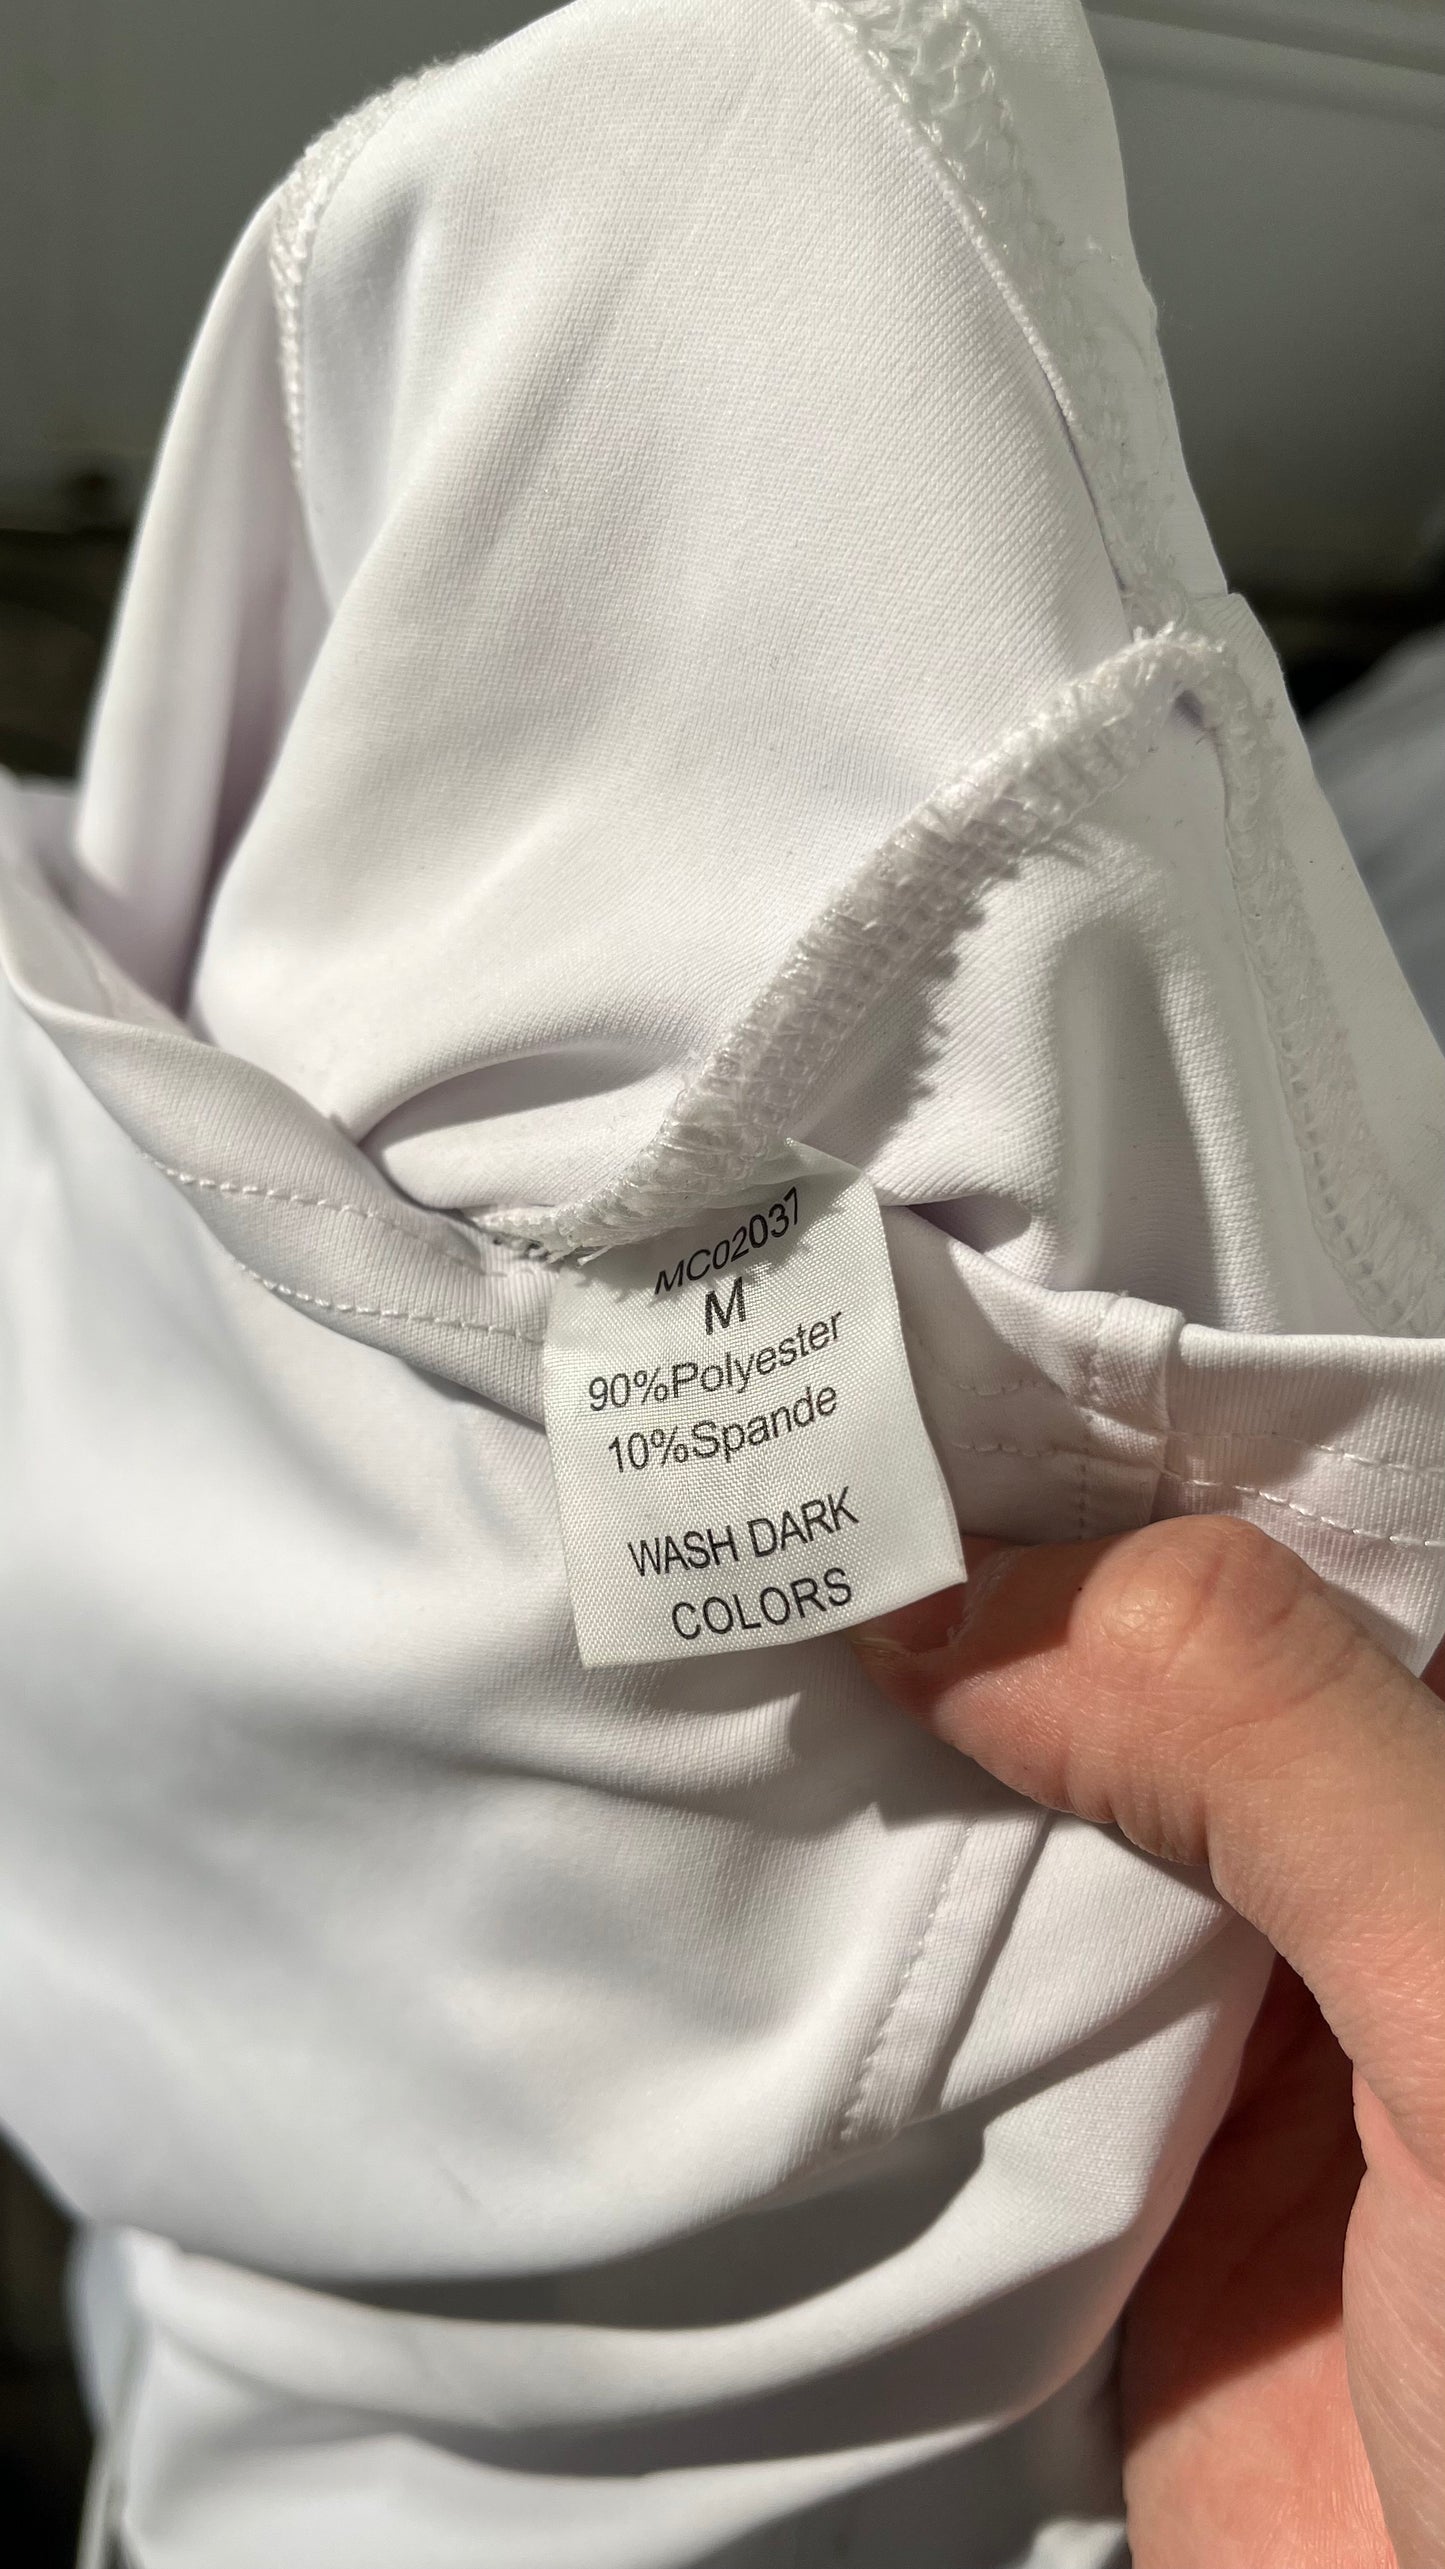 MC02037
M
90%Polyester
10%Spande
WASH DARK
COLORS